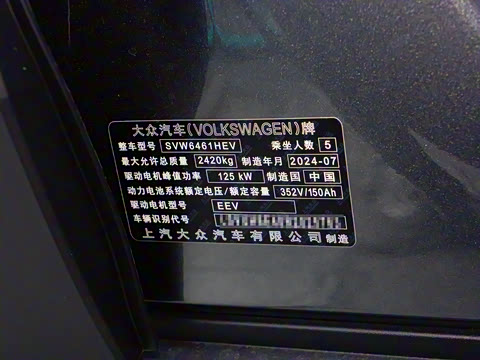 大众汽车(VOLKSWAGEN)牌
整车型号 SVW6461HEV 乘坐人数 5
最大允许总质量 2420kg 制造年月 2024-07
驱动电机峰值功率 125 kW 制造国 中国
动力电池系统额定电压/额定容量 352V/150Ah
驱动电机型号 EEV
车辆识别代号
上汽大众汽车有限公司 制造